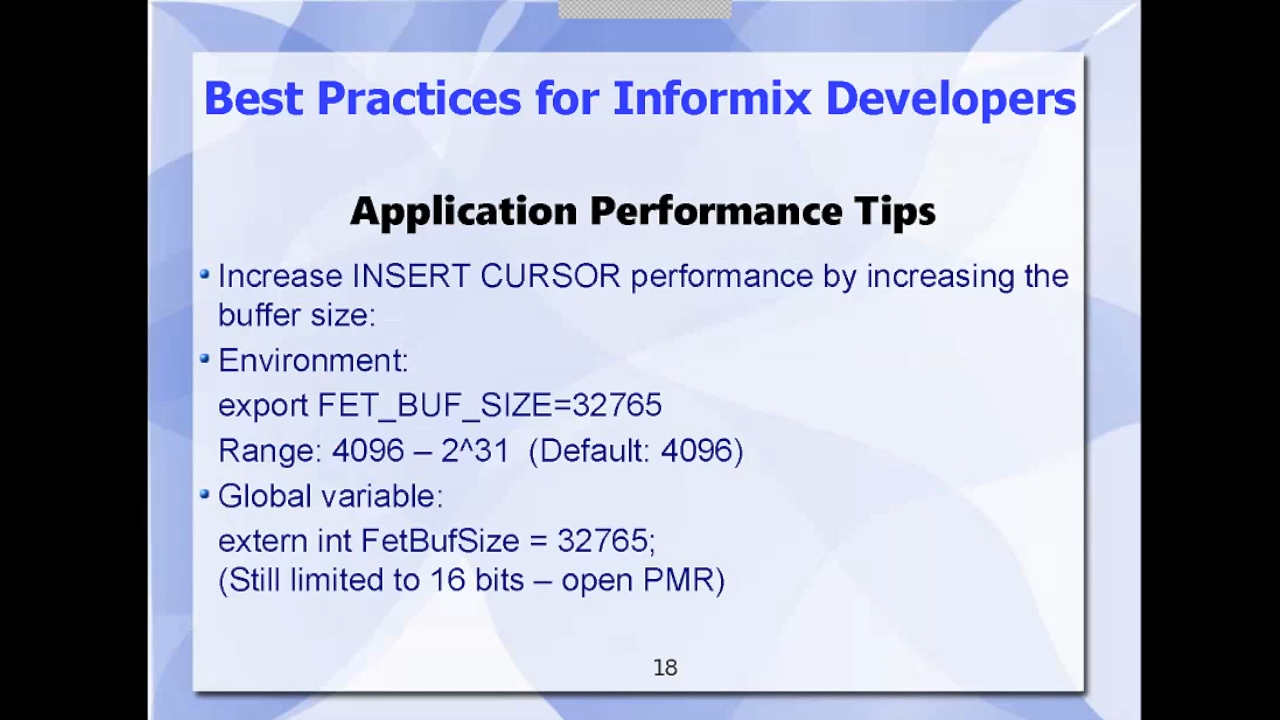 Best Practices for Informix Developers
Application Performance Tips
• Increase INSERT CURSOR performance by increasing the
buffer size:
• Environment:
export FET_BUF_SIZE=32765
Range: 4096 – 2^31 (Default: 4096)
• Global variable:
extern int FetBufSize = 32765;
(Still limited to 16 bits – open PMR)
18